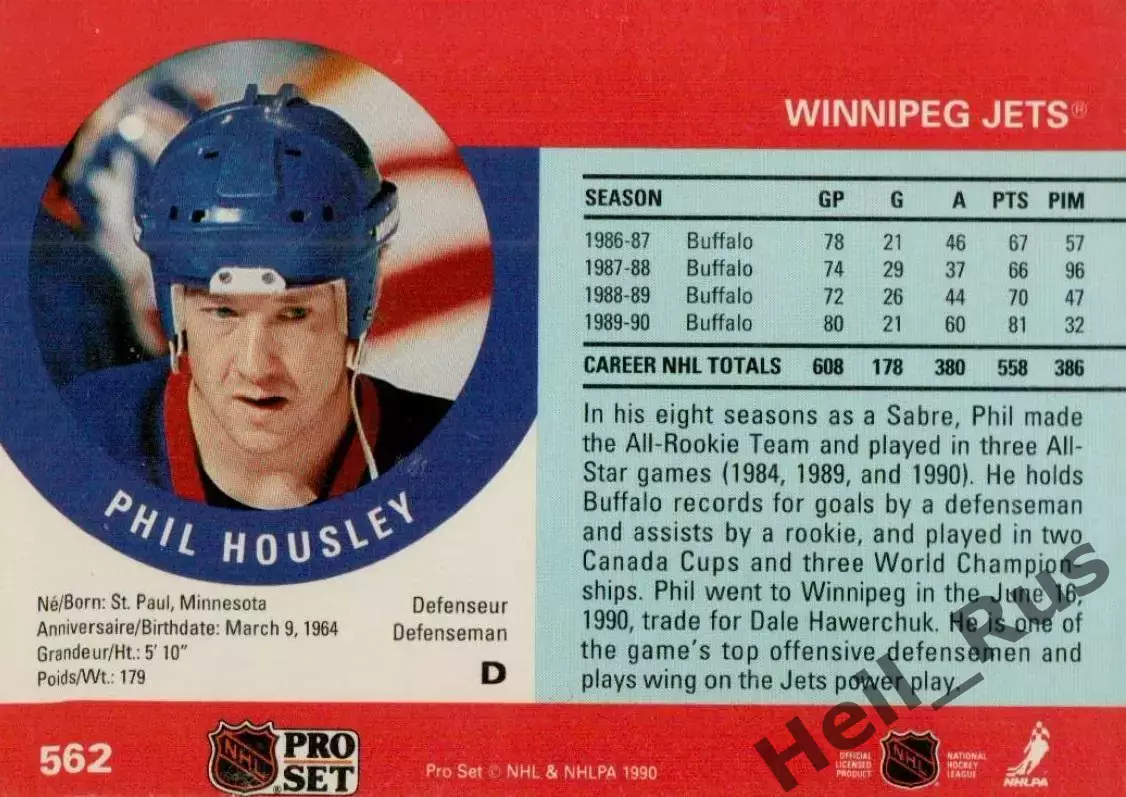 WINNIPEG JETS®
SEASON GP G A PTS PIM
1986-87 Buffalo 78 21 46 67 57
1987-88 Buffalo 74 29 37 66 96
1988-89 Buffalo 72 26 44 70 47
1989-90 Buffalo 80 21 60 81 32
CAREER NHL TOTALS 608 178 380 558 386
In his eight seasons as a Sabre, Phil made
the All-Rookie Team and played in three All-
Star games (1984, 1989, and 1990). He holds
Buffalo records for goals by a defenseman
and assists by a rookie, and played in two
Canada Cups and three World Champion-
ships. Phil went to Winnipeg in the June 16,
1990, trade for Dale Hawerchuk. He is one of
the game's top offensive defensemen and
plays wing on the Jets power play.
PHIL HOUSLEY
Né/Born: St. Paul, Minnesota
Anniversaire/Birthdate: March 9, 1964
Grandeur/Ht.: 5' 10"
Poids/Wt.: 179
Defenseur
Defenseman
D
562
NHL
PRO
SET
Pro Set © NHL & NHLPA 1990
OFFICIAL
LICENSED
PRODUCT
NHL
NATIONAL
HOCKEY
LEAGUE
NHLPA
Hell_Rus